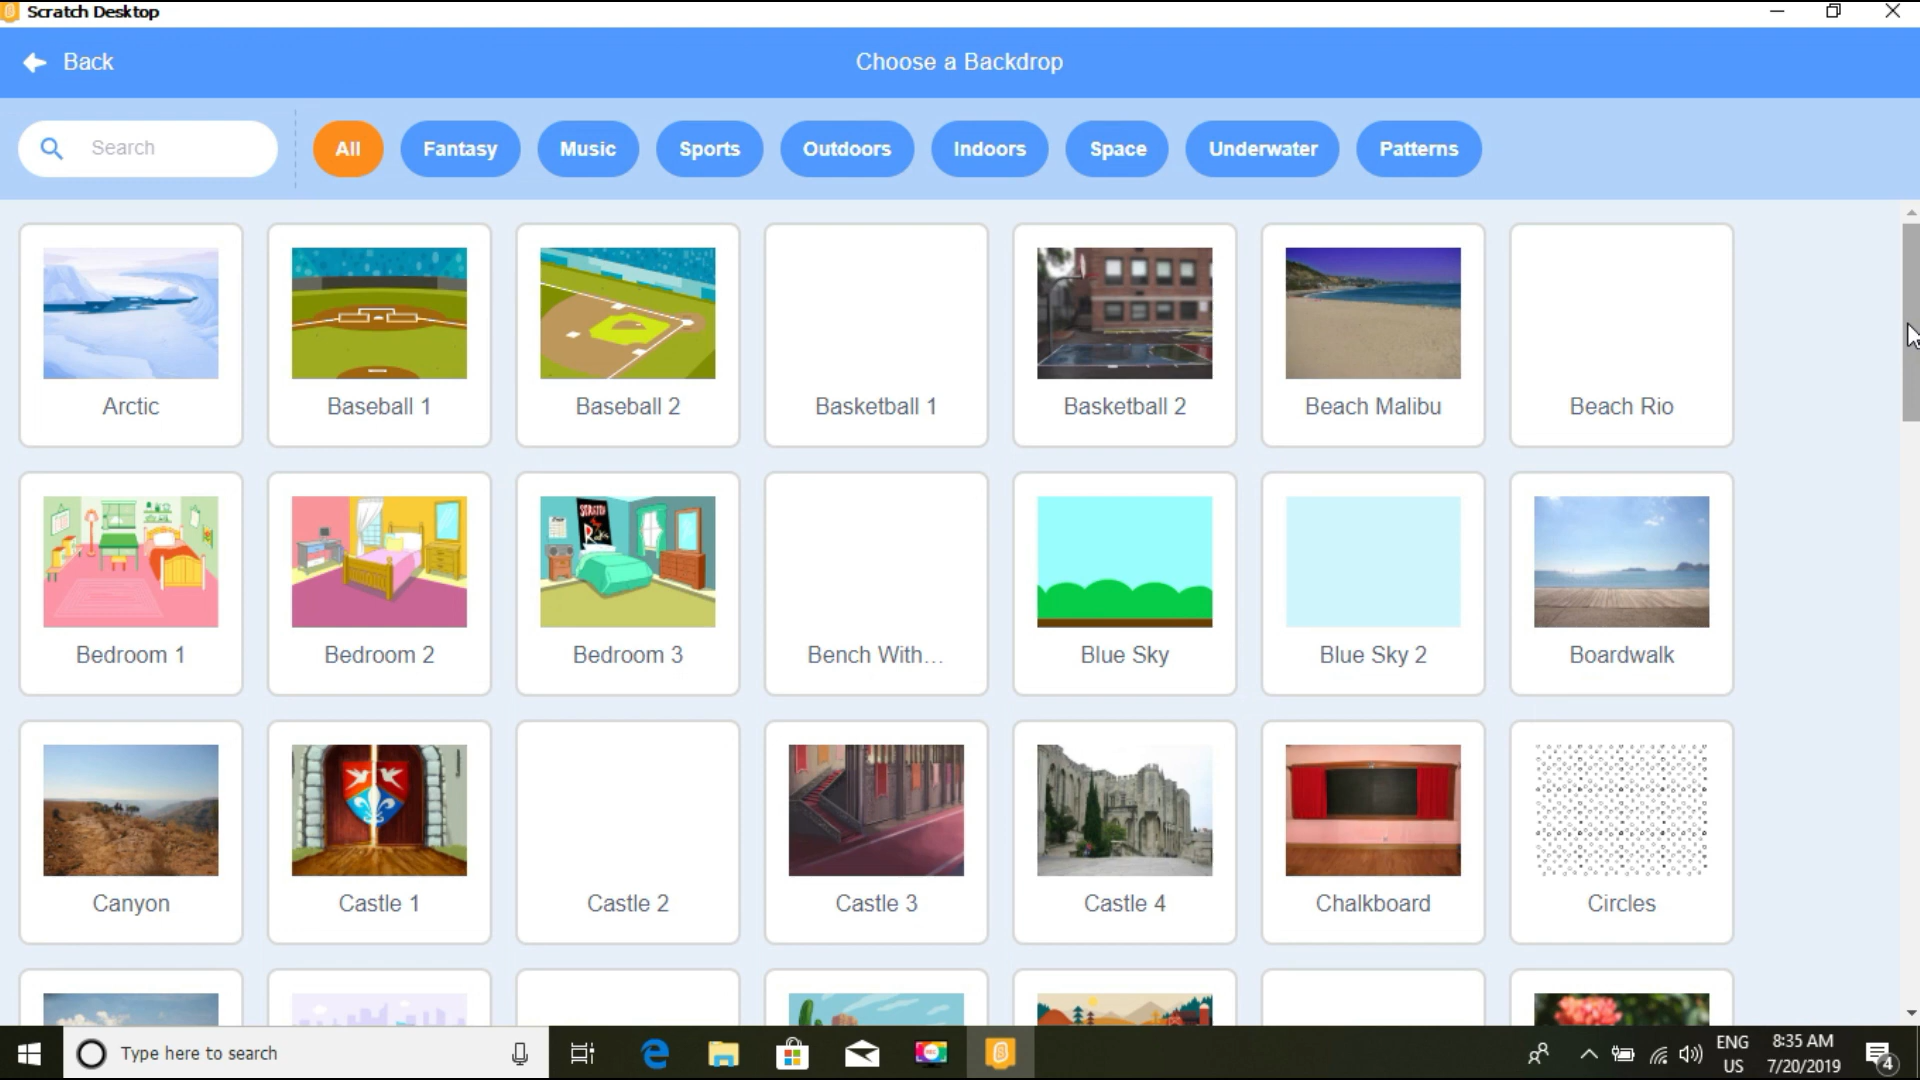 Scratch Desktop
Back
Choose a Backdrop
Search
All
Fantasy
Music
Sports
Outdoors
Indoors
Space
Underwater
Patterns
Arctic
Baseball 1
Baseball 2
Basketball 1
Basketball 2
Beach Malibu
Beach Rio
Bedroom 1
Bedroom 2
Bedroom 3
Bench With...
Blue Sky
Blue Sky 2
Boardwalk
Canyon
Castle 1
Castle 2
Castle 3
Castle 4
Chalkboard
Circles
Type here to search
ENG
US
8:35 AM
7/20/2019
4